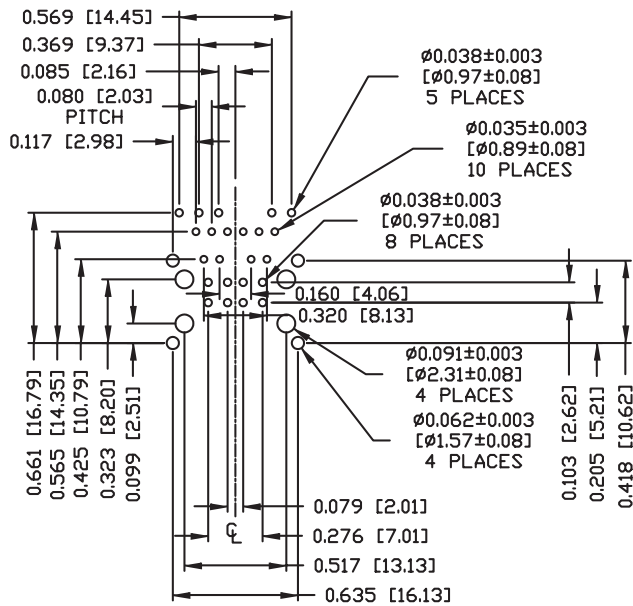 0.569 [14.45]
0.369 [9.37]
0.085 [2.16]
0.080 [2.03]
PITCH
0.117 [2.98]
ø0.038±0.003
[ø0.97±0.08]
5 PLACES
ø0.035±0.003
[ø0.89±0.08]
10 PLACES
ø0.038±0.003
[ø0.97±0.08]
8 PLACES
0.160 [4.06]
0.320 [8.13]
ø0.091±0.003
[ø2.31±0.08]
4 PLACES
ø0.062±0.003
[ø1.57±0.08]
4 PLACES
0.661 [16.79]
0.565 [14.35]
0.425 [10.79]
0.323 [8.20]
0.099 [2.51]
0.103 [2.62]
0.205 [5.21]
0.418 [10.62]
0.079 [2.01]
℄
0.276 [7.01]
0.517 [13.13]
0.635 [16.13]